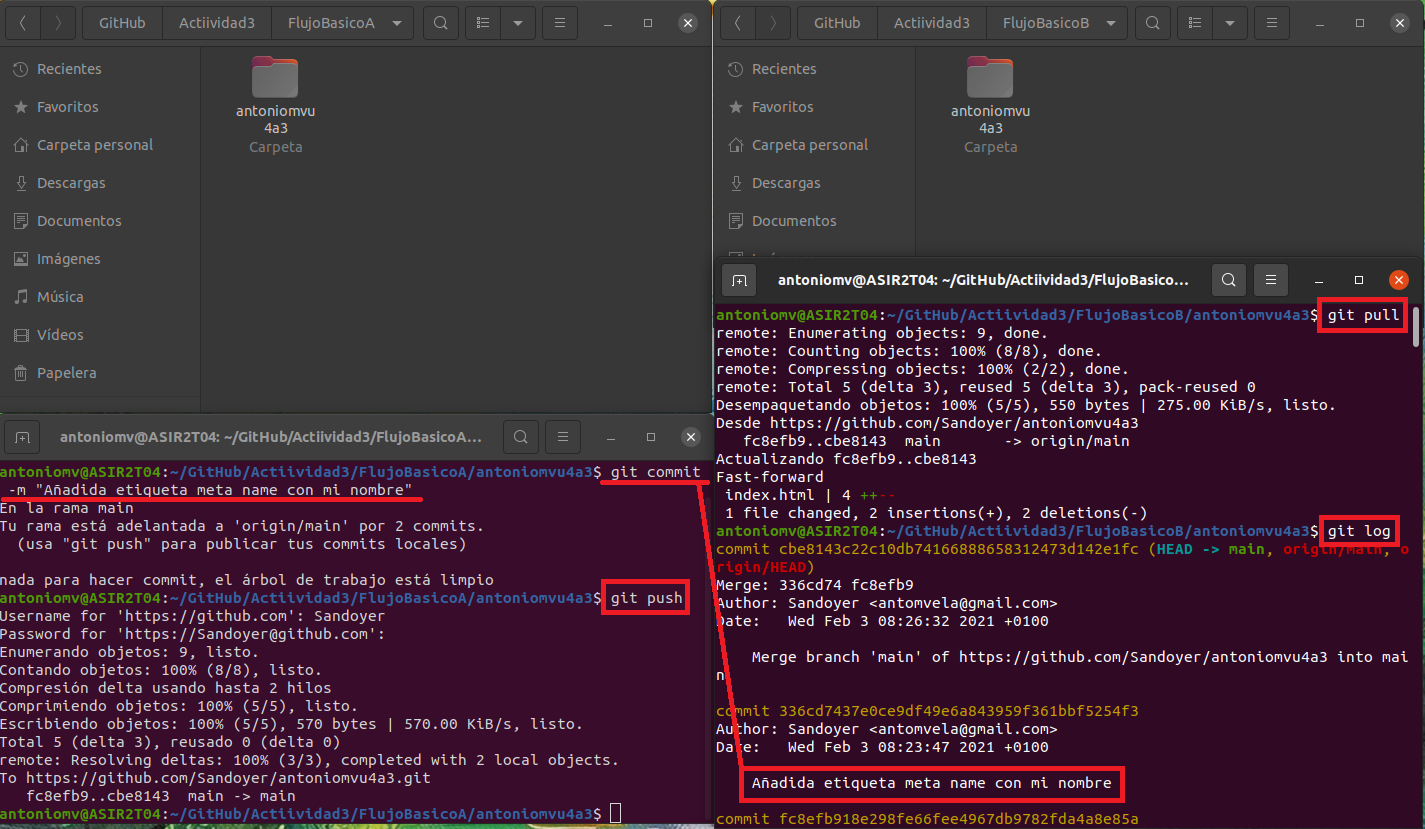 GitHub Actiividad3 FlujoBasicoA
Recientes
Favoritos
Carpeta personal
Descargas
Documentos
Imágenes
Música
Vídeos
Papelera
antoniomvu
4a3
Carpeta
GitHub Actiividad3 FlujoBasicoB
Recientes
Favoritos
Carpeta personal
Descargas
Documentos
antoniomvu
4a3
Carpeta
antoniomv@ASIR2T04: ~/GitHub/Actiividad3/FlujoBasicoA...
antoniomv@ASIR2T04:~/GitHub/Actiividad3/FlujoBasicoA/antoniomvu4a3$ git commit
-m "Añadida etiqueta meta name con mi nombre"
En la rama main
Tu rama está adelantada a 'origin/main' por 2 commits.
(usa "git push" para publicar tus commits locales)
nada para hacer commit, el árbol de trabajo está limpio
antoniomv@ASIR2T04:~/GitHub/Actiividad3/FlujoBasicoA/antoniomvu4a3$ git push
Username for 'https://github.com': Sandoyer
Password for 'https://Sandoyer@github.com':
Enumerando objetos: 9, listo.
Contando objetos: 100% (8/8), listo.
Compresión delta usando hasta 2 hilos
Comprimiendo objetos: 100% (5/5), listo.
Escribiendo objetos: 100% (5/5), 570 bytes | 570.00 KiB/s, listo.
Total 5 (delta 3), reusado 0 (delta 0)
remote: Resolving deltas: 100% (3/3), completed with 2 local objects.
To https://github.com/Sandoyer/antoniomvu4a3.git
fc8efb9..cbe8143  main -> main
antoniomv@ASIR2T04:~/GitHub/Actiividad3/FlujoBasicoA/antoniomvu4a3$
antoniomv@ASIR2T04: ~/GitHub/Actiividad3/FlujoBasicoB...
antoniomv@ASIR2T04:~/GitHub/Actiividad3/FlujoBasicoB/antoniomvu4a3$ git pull
remote: Enumerating objects: 9, done.
remote: Counting objects: 100% (8/8), done.
remote: Compressing objects: 100% (2/2), done.
remote: Total 5 (delta 3), reused 5 (delta 3), pack-reused 0
Desempaquetando objetos: 100% (5/5), 550 bytes | 275.00 KiB/s, listo.
Desde https://github.com/Sandoyer/antoniomvu4a3
fc8efb9..cbe8143  main       -> origin/main
Actualizando fc8efb9..cbe8143
Fast-forward
index.html | 4 ++--
1 file changed, 2 insertions(+), 2 deletions(-)
antoniomv@ASIR2T04:~/GitHub/Actiividad3/FlujoBasicoB/antoniomvu4a3$ git log
commit cbe8143c22c10db74166888658312473d142e1fc (HEAD -> main, origin/main, o
rigin/HEAD)
Merge: 336cd74 fc8efb9
Author: Sandoyer <antomvela@gmail.com>
Date:   Wed Feb 3 08:26:32 2021 +0100
Merge branch 'main' of https://github.com/Sandoyer/antoniomvu4a3 into mai
n
commit 336cd7437e0ce9df49e6a843959f361bbf5254f3
Author: Sandoyer <antomvela@gmail.com>
Date:   Wed Feb 3 08:23:47 2021 +0100
Añadida etiqueta meta name con mi nombre
commit fc8efb918e298fe66fee4967db9782fda4a8e85a